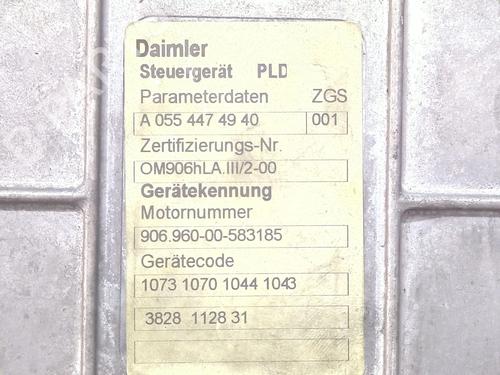 Daimler
Steuergerät PLD
Parameterdaten ZGS
A 055 447 49 40 001
Zertifizierungs-Nr.
OM906hLA.III/2-00
Gerätekennung
Motornummer
906.960-00-583185
Gerätecode
1073 1070 1044 1043
3828 1128 31